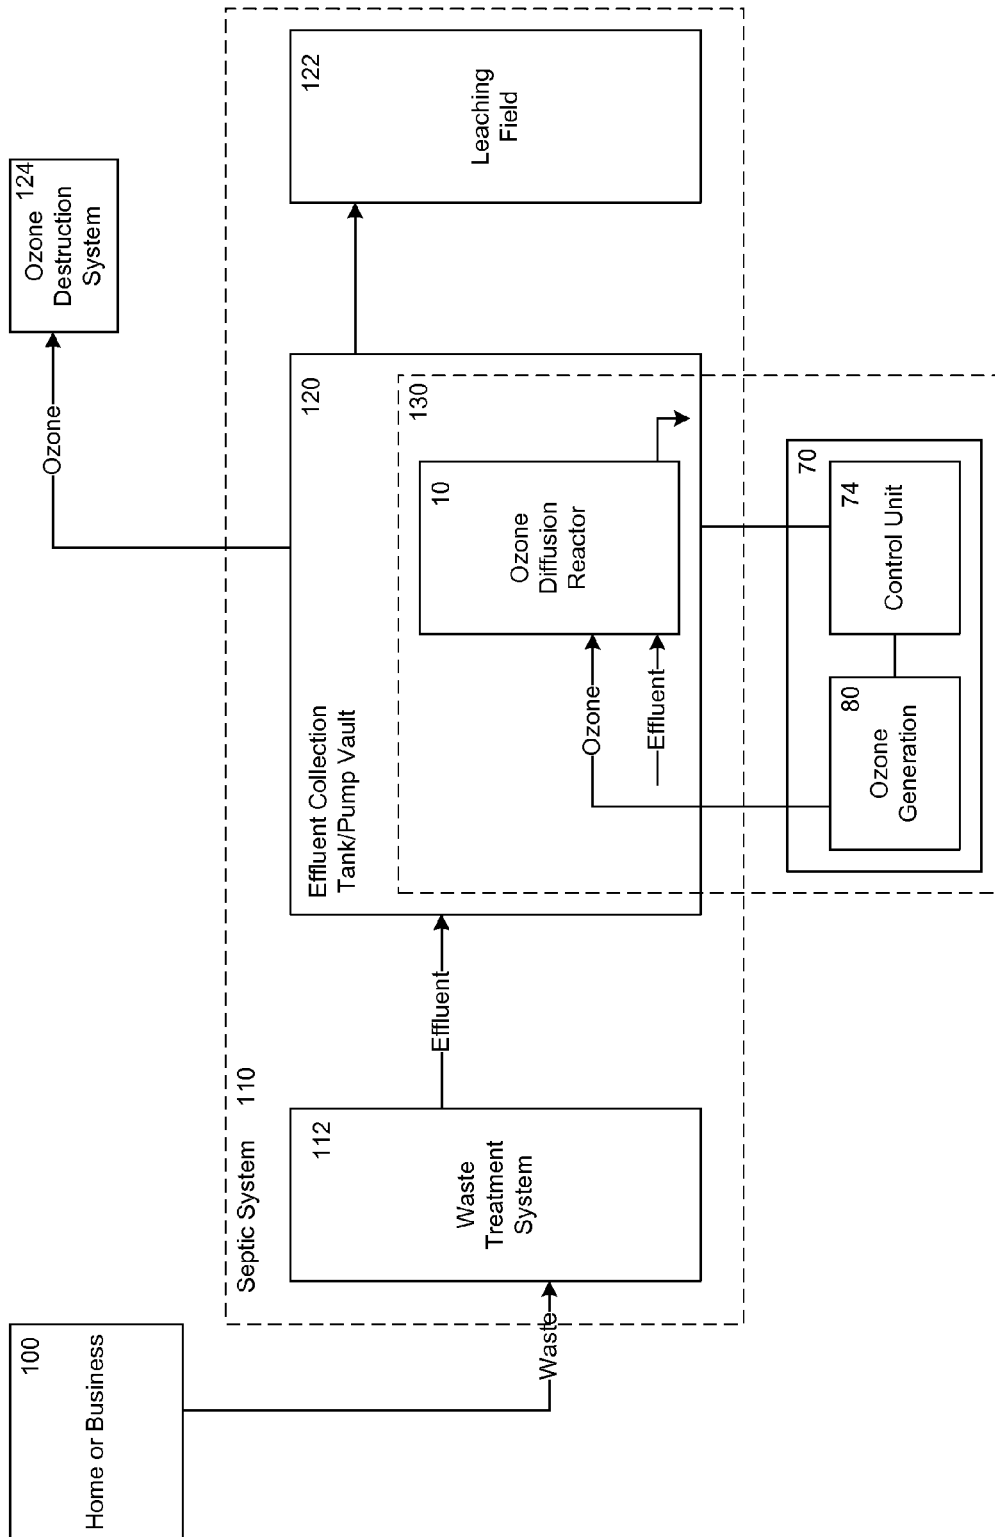 100
Home or Business
Waste
Septic System 110
112
Waste
Treatment
System
Effluent
Effluent Collection
Tank/Pump Vault
120
130
10
Ozone
Diffusion
Reactor
Ozone
Effluent
70
80
Ozone
Generation
74
Control Unit
Ozone
124
Ozone
Destruction
System
122
Leaching
Field